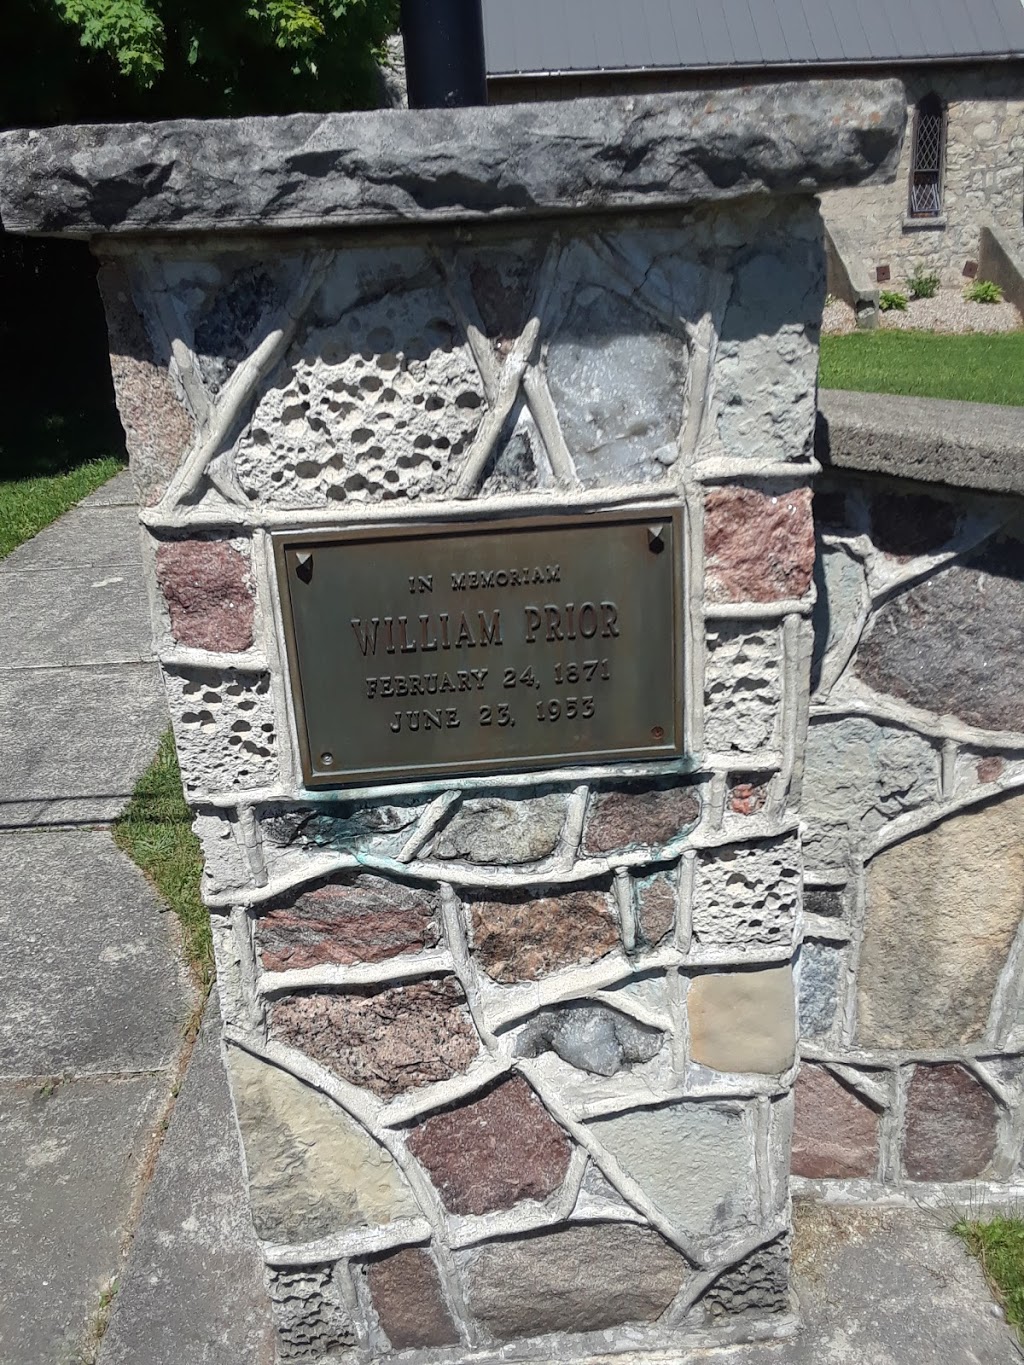 IN MEMORIAM
WILLIAM PRIOR
FEBRUARY 24, 1871
JUNE 23, 1953